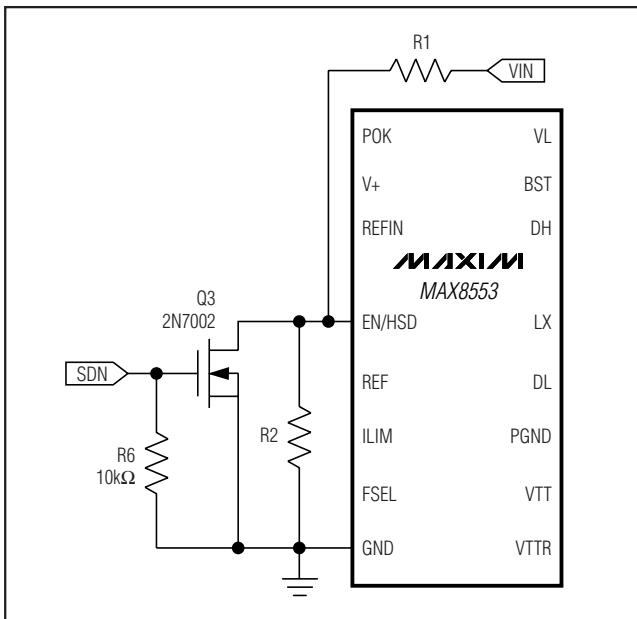 R1
VIN
POK VL
V+ BST
REFIN DH
MAXIM
MAX8553
Q3
2N7002
EN/HSD LX
SDN
REF DL
R6
10kΩ
R2
ILIM PGND
FSEL VTT
GND VTTR